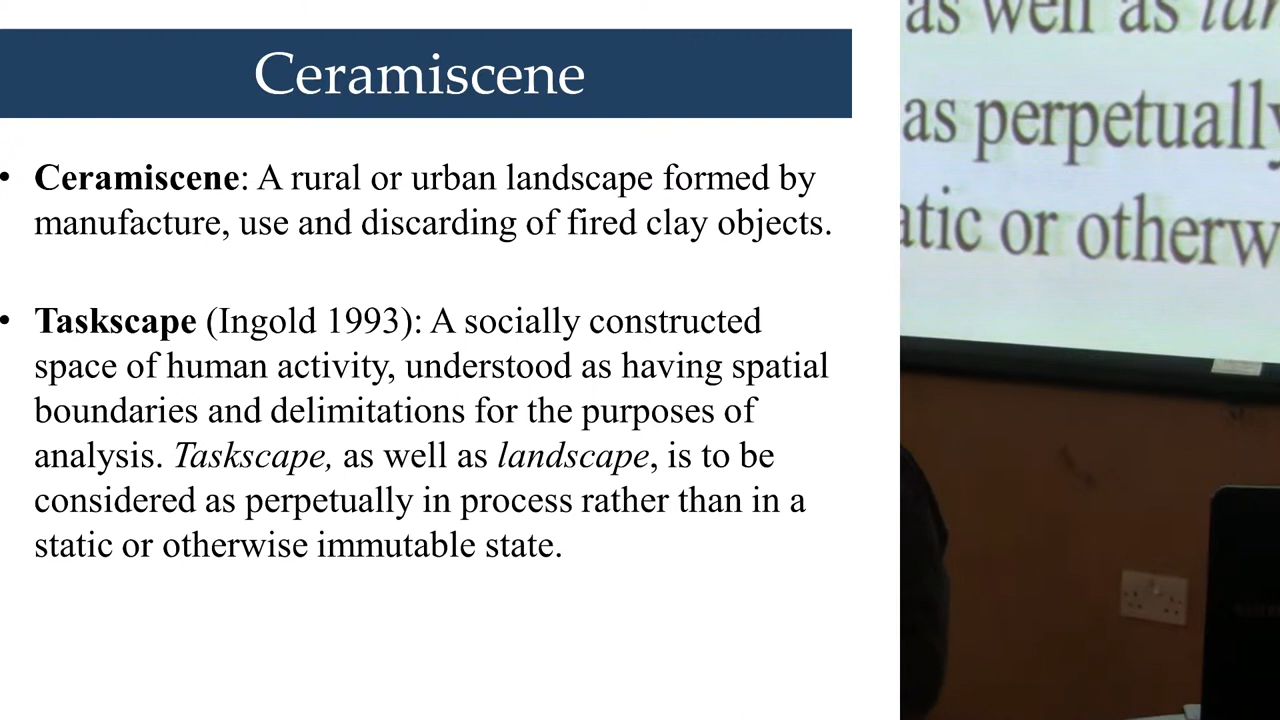 Ceramiscene
• Ceramiscene: A rural or urban landscape formed by
manufacture, use and discarding of fired clay objects.
• Taskscape (Ingold 1993): A socially constructed
space of human activity, understood as having spatial
boundaries and delimitations for the purposes of
analysis. Taskscape, as well as landscape, is to be
considered as perpetually in process rather than in a
static or otherwise immutable state.
as well as lan
as perpetually
atic or otherw